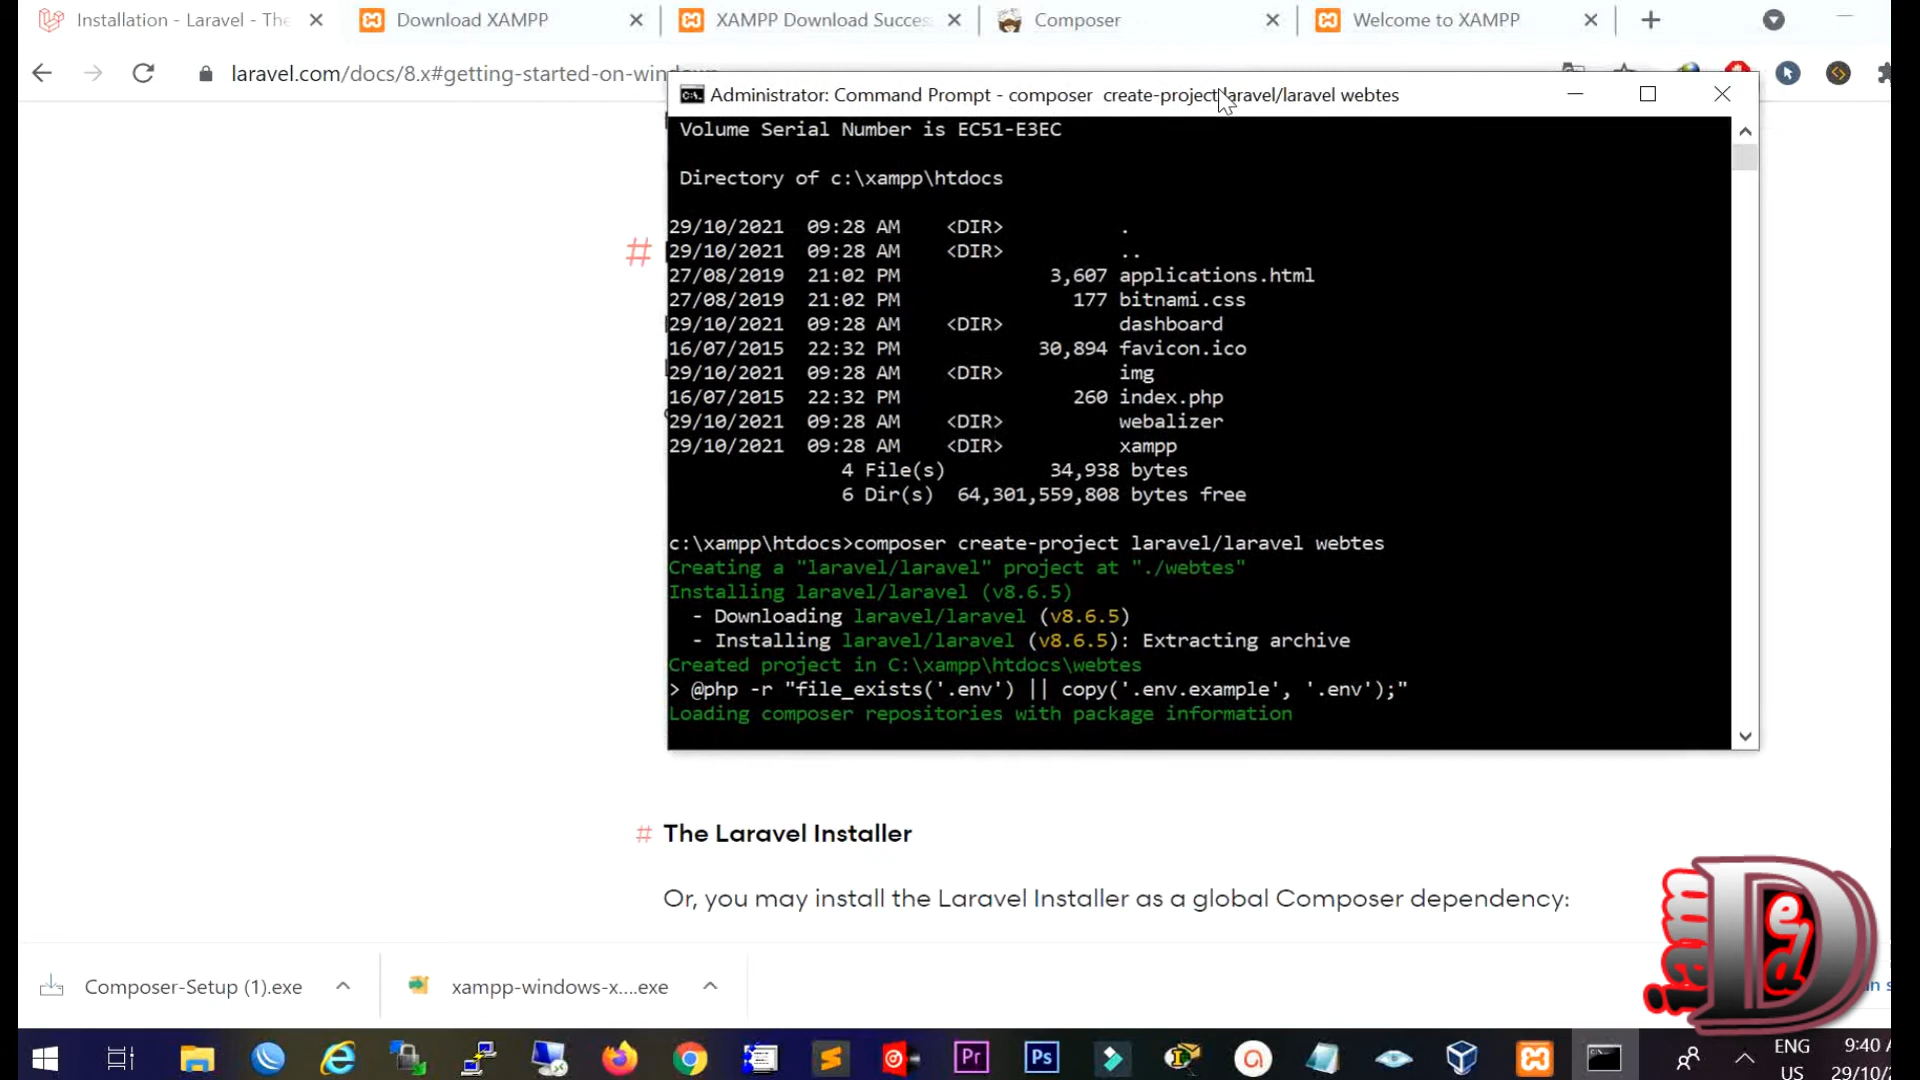 Installation - Laravel - The
Download XAMPP
XAMPP Download Succes
Composer
Welcome to XAMPP
laravel.com/docs/8.x#getting-started-on-windows
Administrator: Command Prompt - composer  create-project laravel/laravel webtes
Volume Serial Number is EC51-E3EC
Directory of c:\xampp\htdocs
29/10/2021  09:28 AM    <DIR>          .
29/10/2021  09:28 AM    <DIR>          ..
27/08/2019  21:02 PM             3,607 applications.html
27/08/2019  21:02 PM               177 bitnami.css
29/10/2021  09:28 AM    <DIR>          dashboard
16/07/2015  22:32 PM            30,894 favicon.ico
29/10/2021  09:28 AM    <DIR>          img
16/07/2015  22:32 PM               260 index.php
29/10/2021  09:28 AM    <DIR>          webalizer
29/10/2021  09:28 AM    <DIR>          xampp
4 File(s)         34,938 bytes
6 Dir(s)  64,301,559,808 bytes free
c:\xampp\htdocs>composer create-project laravel/laravel webtes
Creating a "laravel/laravel" project at "./webtes"
Installing laravel/laravel (v8.6.5)
- Downloading laravel/laravel (v8.6.5)
- Installing laravel/laravel (v8.6.5): Extracting archive
Created project in C:\xampp\htdocs\webtes
> @php -r "file_exists('.env') || copy('.env.example', '.env');"
Loading composer repositories with package information
#
# The Laravel Installer
Or, you may install the Laravel Installer as a global Composer dependency:
Composer-Setup (1).exe
xampp-windows-x....exe
Pr
Ps
ENG
US
9:40
29/10/2